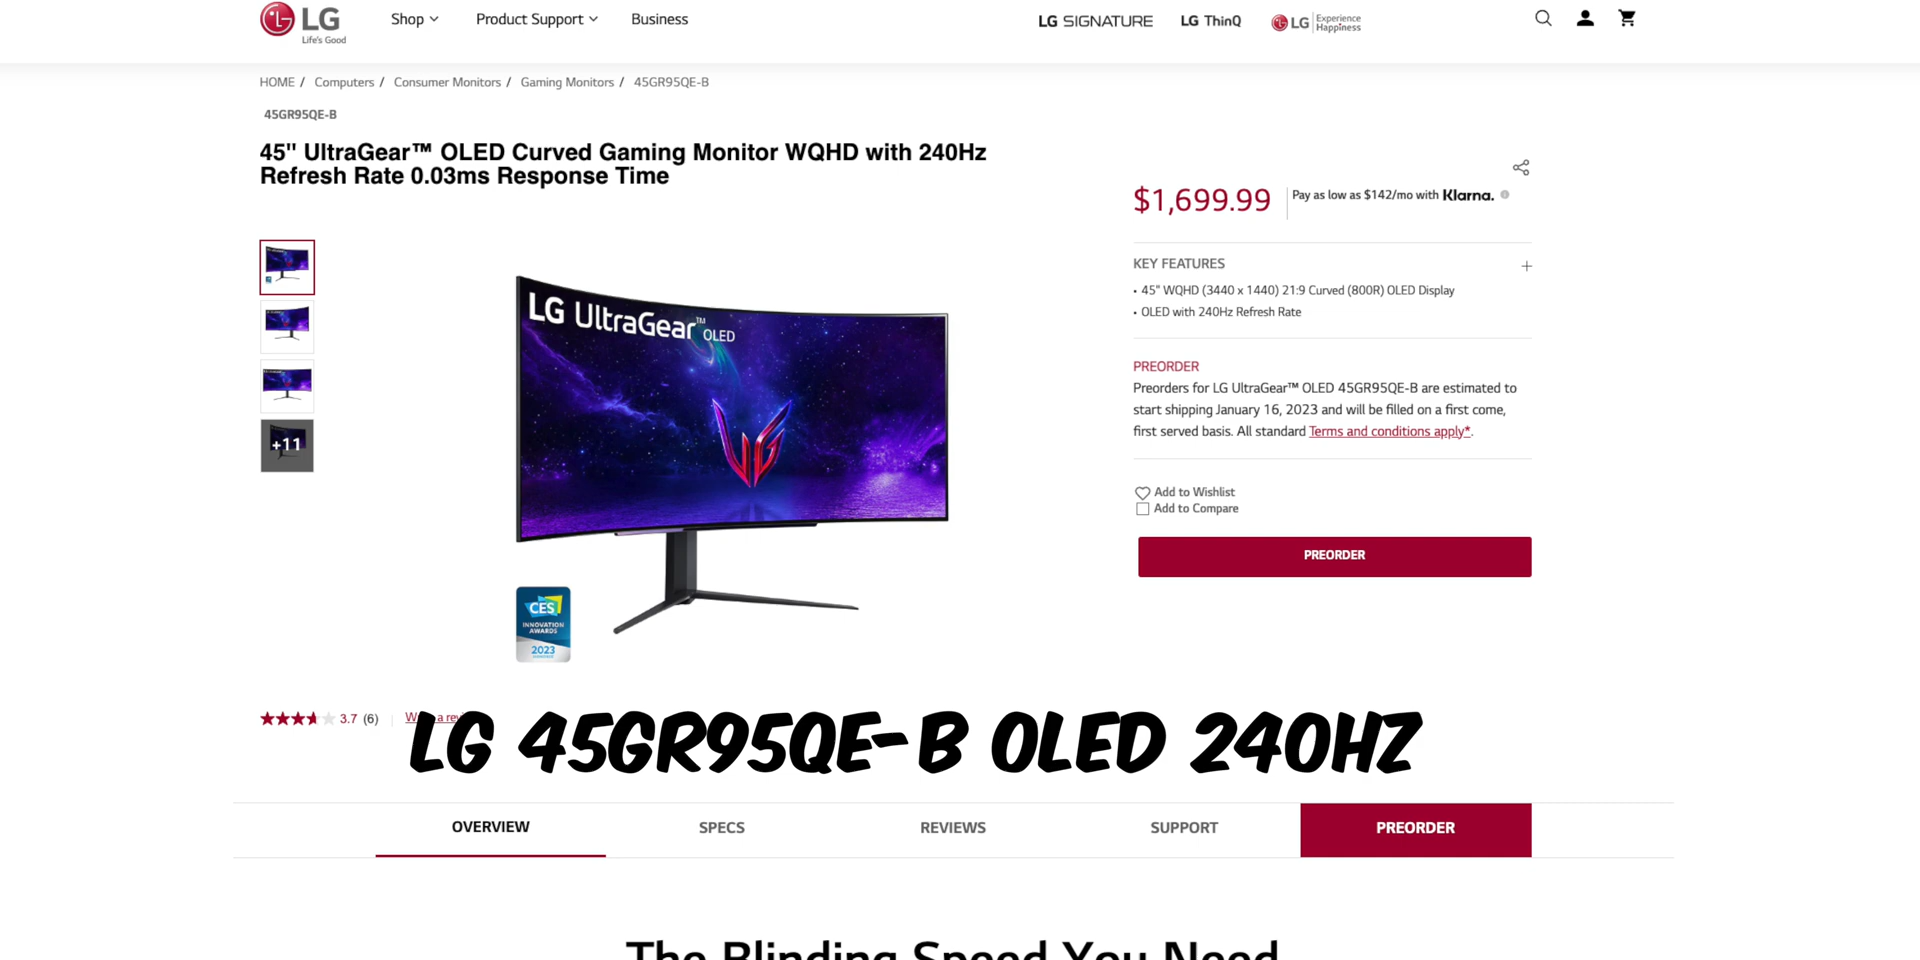 LG
Life's Good
Shop
Product Support
Business
LG SIGNATURE
LG ThinQ
LG Experience Happiness
HOME / Computers / Consumer Monitors / Gaming Monitors / 45GR95QE-B
45GR95QE-B
45" UltraGear™ OLED Curved Gaming Monitor WQHD with 240Hz
Refresh Rate 0.03ms Response Time
$1,699.99
Pay as low as $142/mo with Klarna.
KEY FEATURES
• 45" WQHD (3440 x 1440) 21:9 Curved (800R) OLED Display
• OLED with 240Hz Refresh Rate
PREORDER
Preorders for LG UltraGear™ OLED 45GR95QE-B are estimated to
start shipping January 16, 2023 and will be filled on a first come,
first served basis. All standard Terms and conditions apply*.
Add to Wishlist
Add to Compare
PREORDER
+11
LG UltraGear™ OLED
CES
INNOVATION
AWARDS
2023
3.7 (6)
LG 45GR95QE-B OLED 240HZ
OVERVIEW
SPECS
REVIEWS
SUPPORT
PREORDER
The Blinding Speed You Need